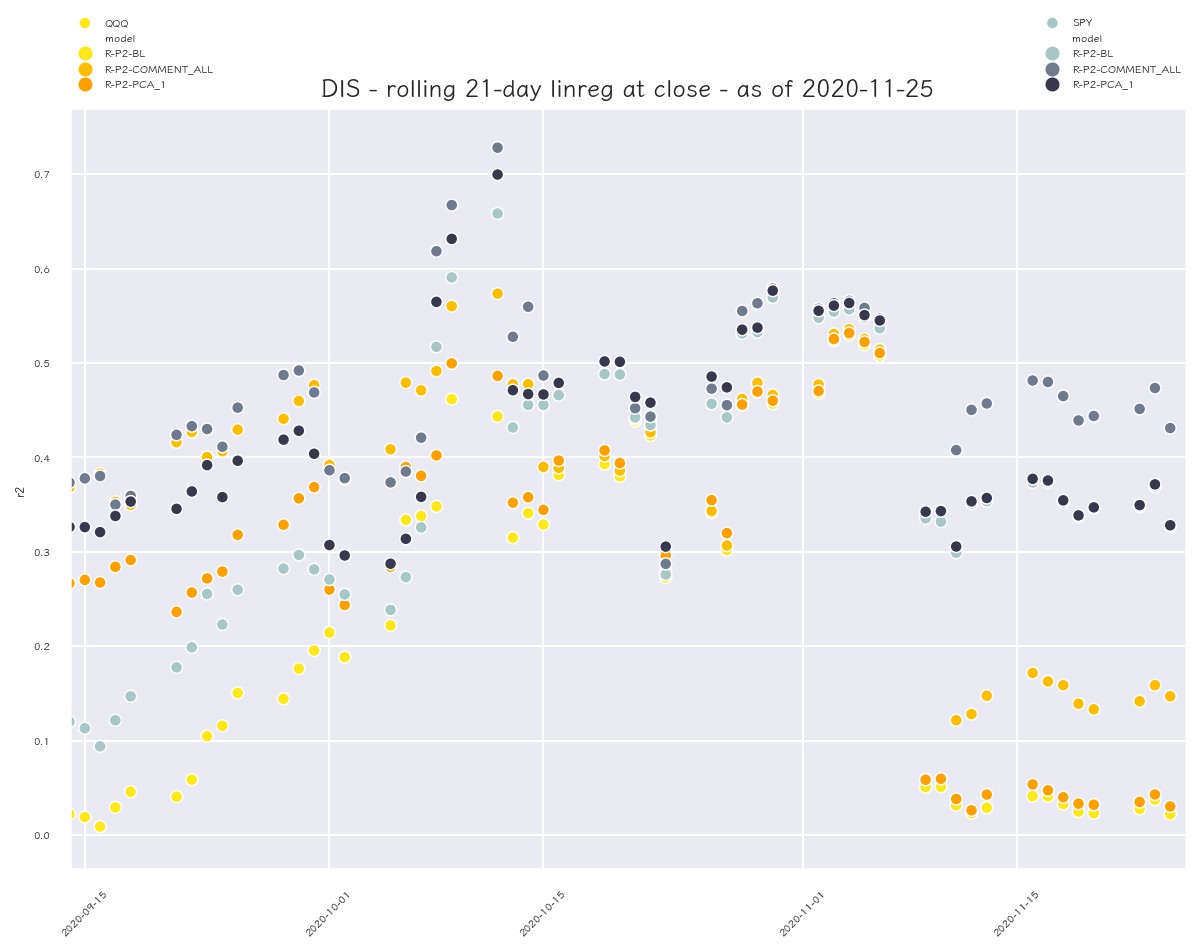 QQQ
model
R-P2-BL
R-P2-COMMENT_ALL
R-P2-PCA_1
SPY
model
R-P2-BL
R-P2-COMMENT_ALL
R-P2-PCA_1
DIS - rolling 21-day linreg at close - as of 2020-11-25
0.7
0.6
0.5
0.4
0.3
0.2
0.1
0.0
r2
2020-09-15
2020-10-01
2020-10-15
2020-11-01
2020-11-15